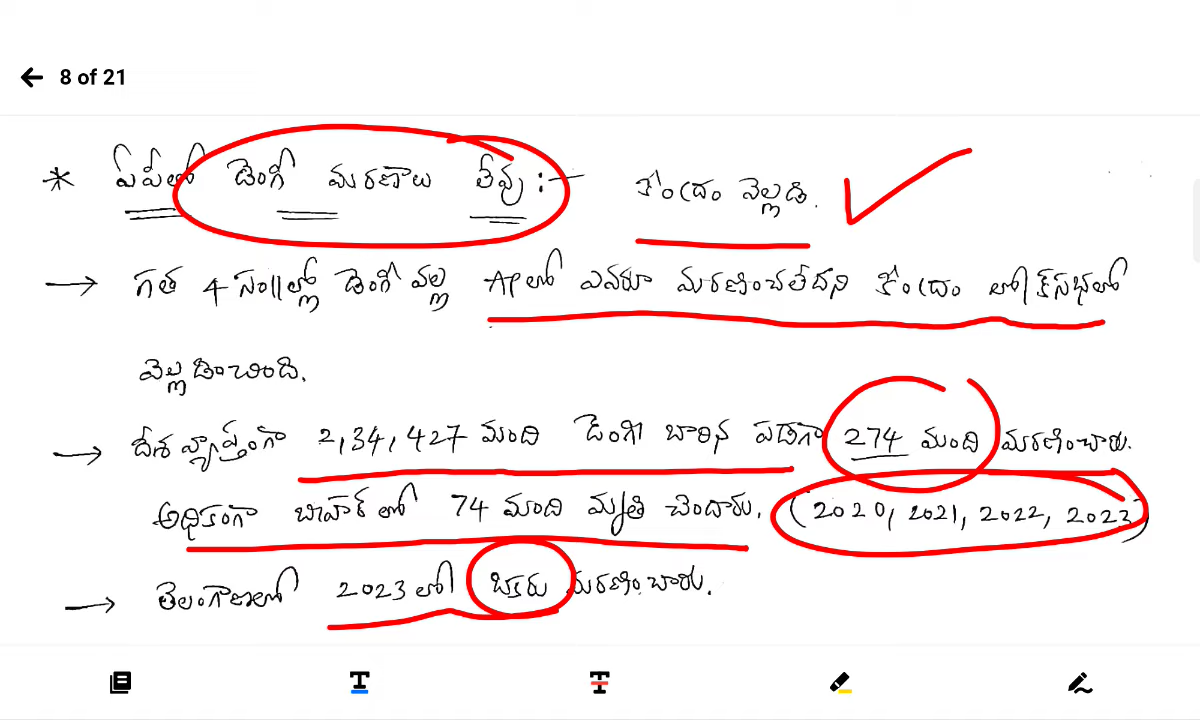 8 of 21
* ఏపీలో డెంగీ మరణాలు లేవు :- కేంద్రం వెల్లడి.
→ గత 4 సం||ల్లో డెంగీ వల్ల APలో ఎవరూ మరణించలేదని కేంద్రం లోక్‌సభలో
వెల్లడించింది.
→ దేశ వ్యాప్తంగా 2,34,427 మంది డెంగీ బారిన పడగా 274 మంది మరణించారు.
అధికంగా బిహార్ లో 74 మంది మృతి చెందారు. (2020, 2021, 2022, 2023)
→ తెలంగాణలో 2023లో ఒకరు మరణించారు.